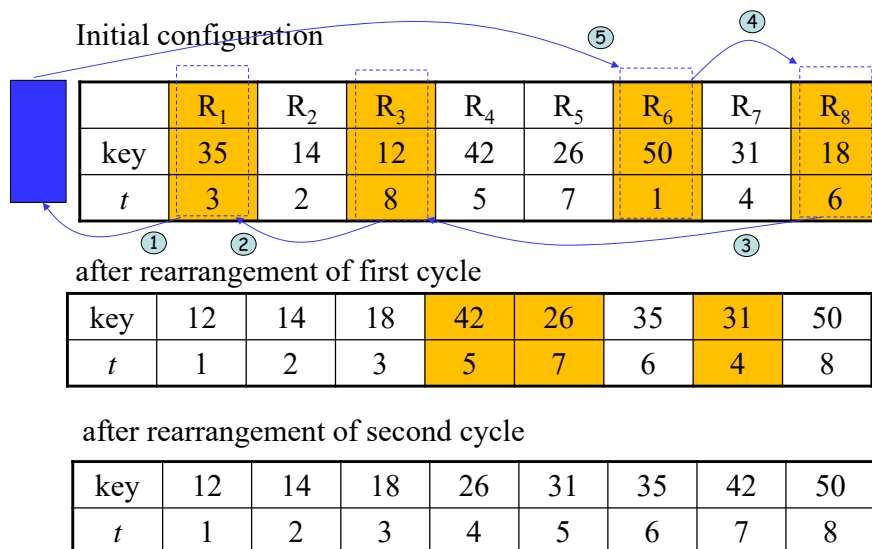 Initial configuration
5
4
R1 R2 R3 R4 R5 R6 R7 R8
key 35 14 12 42 26 50 31 18
t 3 2 8 5 7 1 4 6
1 2 3
after rearrangement of first cycle
key 12 14 18 42 26 35 31 50
t 1 2 3 5 7 6 4 8
after rearrangement of second cycle
key 12 14 18 26 31 35 42 50
t 1 2 3 4 5 6 7 8